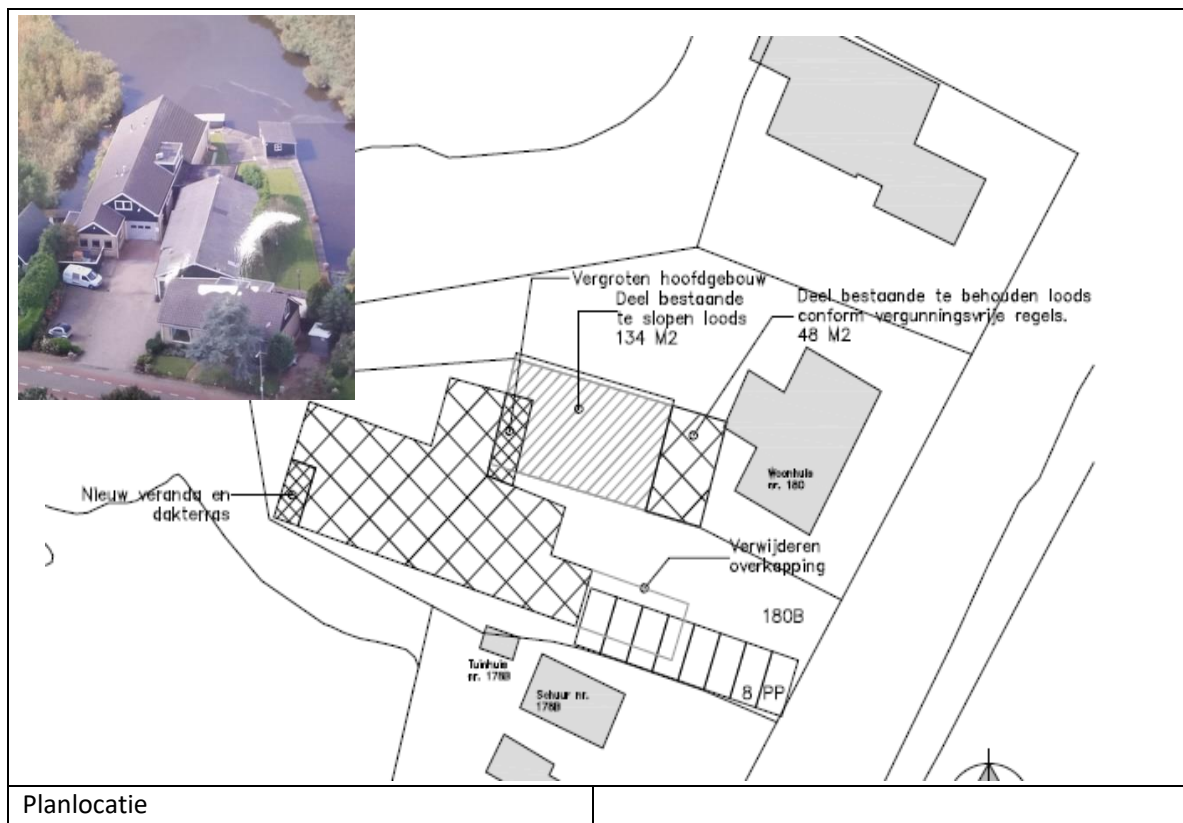 Vergroten hoofdgebouw
Deel bestaande
te slopen loods
134 M2
Deel bestaande te behouden loods
conform vergunningsvrije regels.
48 M2
Woonhuis
nr. 180
Nieuw veranda en
dakterras
Verwijderen
overkapping
180B
8 PP
Tuinhuis
nr. 178B
Schuur nr.
178B
Planlocatie